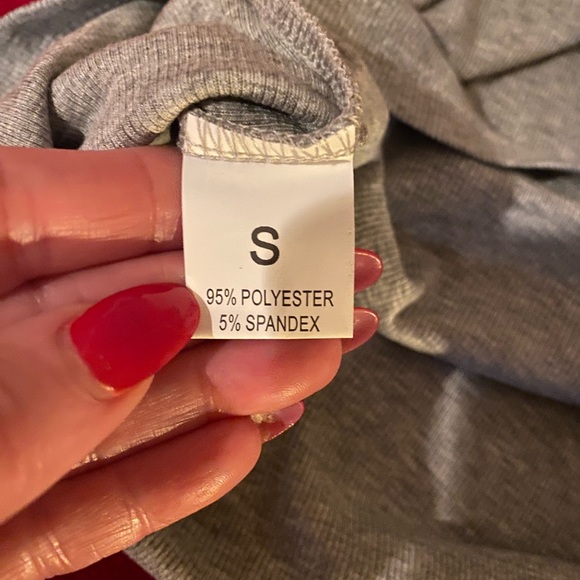 S
95% POLYESTER
5% SPANDEX